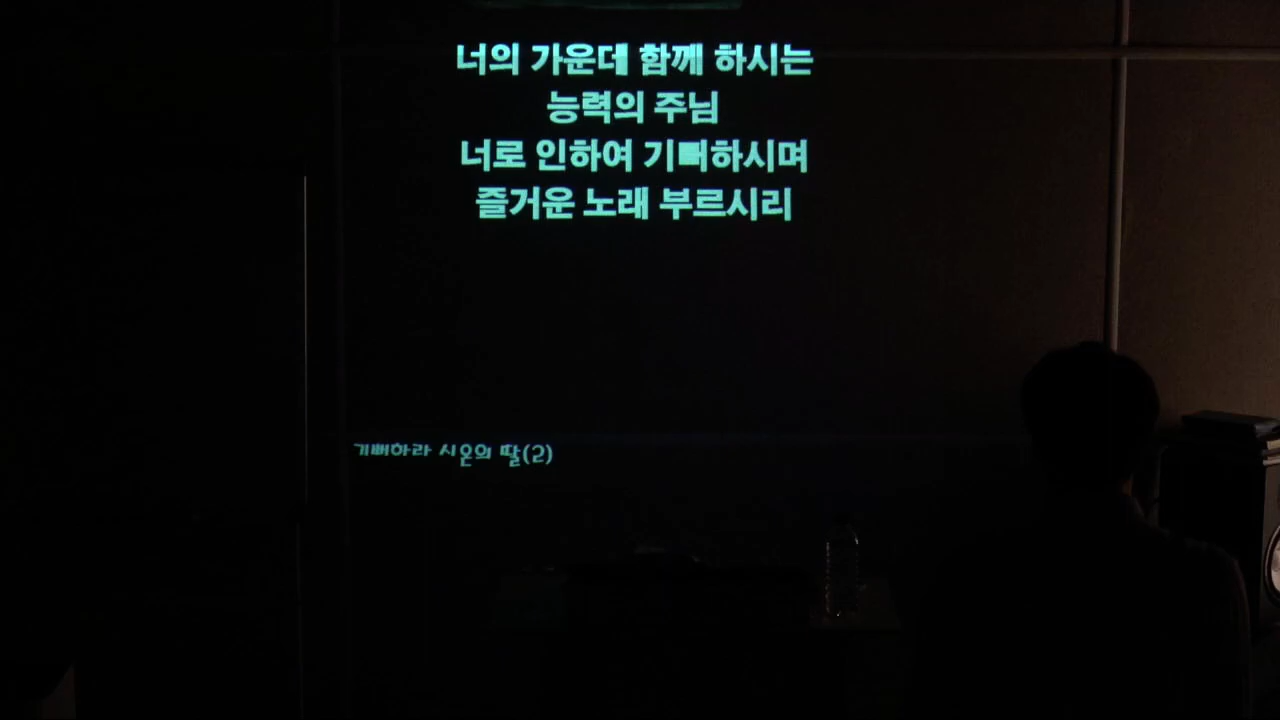 너의 가운데 함께 하시는
능력의 주님
너로 인하여 기뻐하시며
즐거운 노래 부르시리
기뻐하라 시온의 딸(2)